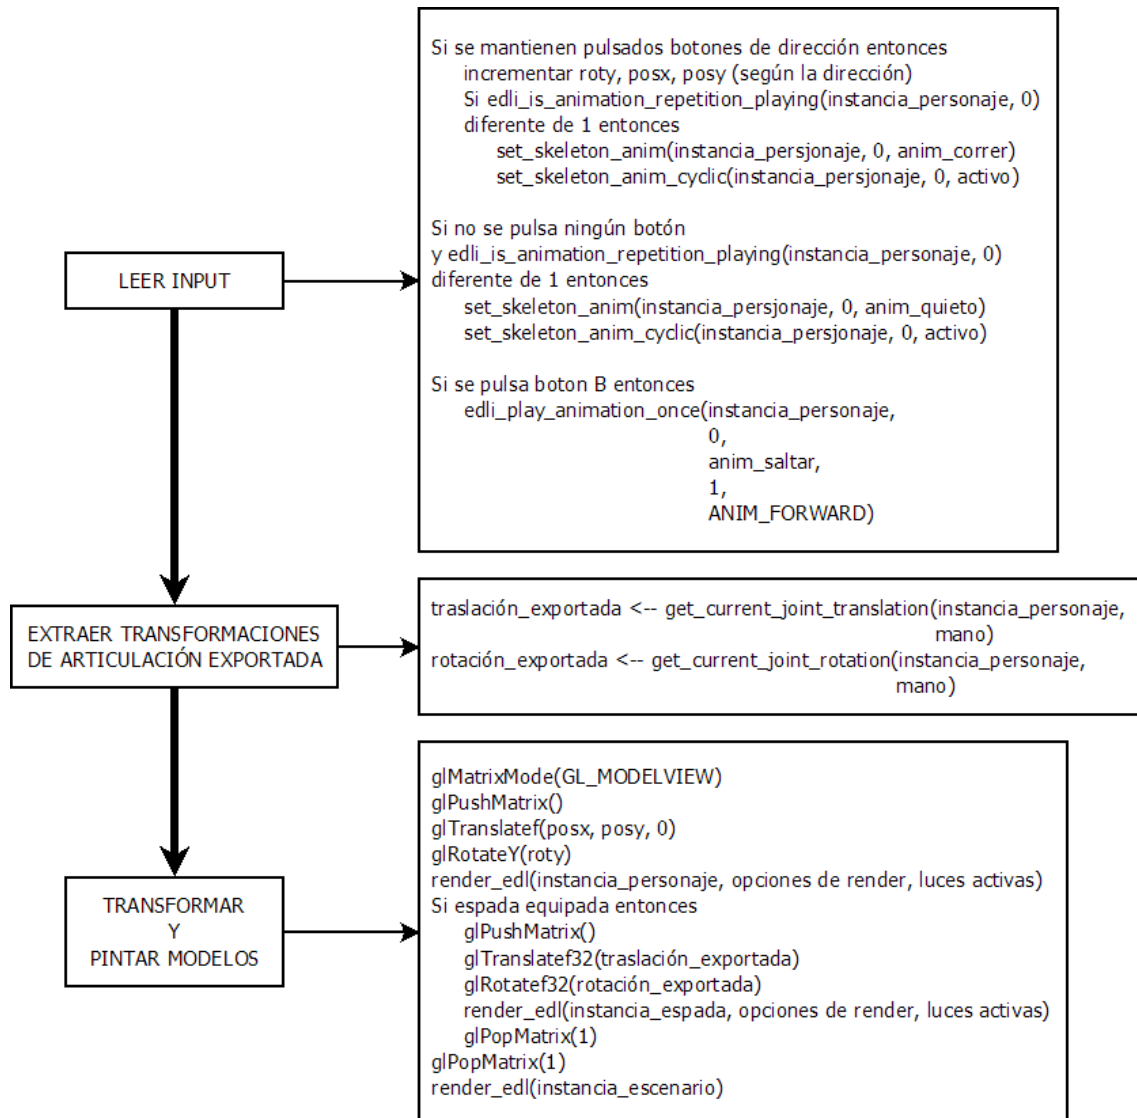 LEER INPUT
Si se mantienen pulsados botones de dirección entonces
incrementar roty, posx, posy (según la dirección)
Si edli_is_animation_repetition_playing(instancia_personaje, 0)
diferente de 1 entonces
set_skeleton_anim(instancia_persjonaje, 0, anim_correr)
set_skeleton_anim_cyclic(instancia_persjonaje, 0, activo)
Si no se pulsa ningún botón
y edli_is_animation_repetition_playing(instancia_personaje, 0)
diferente de 1 entonces
set_skeleton_anim(instancia_persjonaje, 0, anim_quieto)
set_skeleton_anim_cyclic(instancia_persjonaje, 0, activo)
Si se pulsa boton B entonces
edli_play_animation_once(instancia_personaje,
0,
anim_saltar,
1,
ANIM_FORWARD)
EXTRAER TRANSFORMACIONES
DE ARTICULACIÓN EXPORTADA
traslación_exportada <-- get_current_joint_translation(instancia_personaje,
mano)
rotación_exportada <-- get_current_joint_rotation(instancia_personaje,
mano)
TRANSFORMAR
Y
PINTAR MODELOS
glMatrixMode(GL_MODELVIEW)
glPushMatrix()
glTranslatef(posx, posy, 0)
glRotateY(roty)
render_edl(instancia_personaje, opciones de render, luces activas)
Si espada equipada entonces
glPushMatrix()
glTranslatef32(traslación_exportada)
glRotatef32(rotación_exportada)
render_edl(instancia_espada, opciones de render, luces activas)
glPopMatrix(1)
glPopMatrix(1)
render_edl(instancia_escenario)